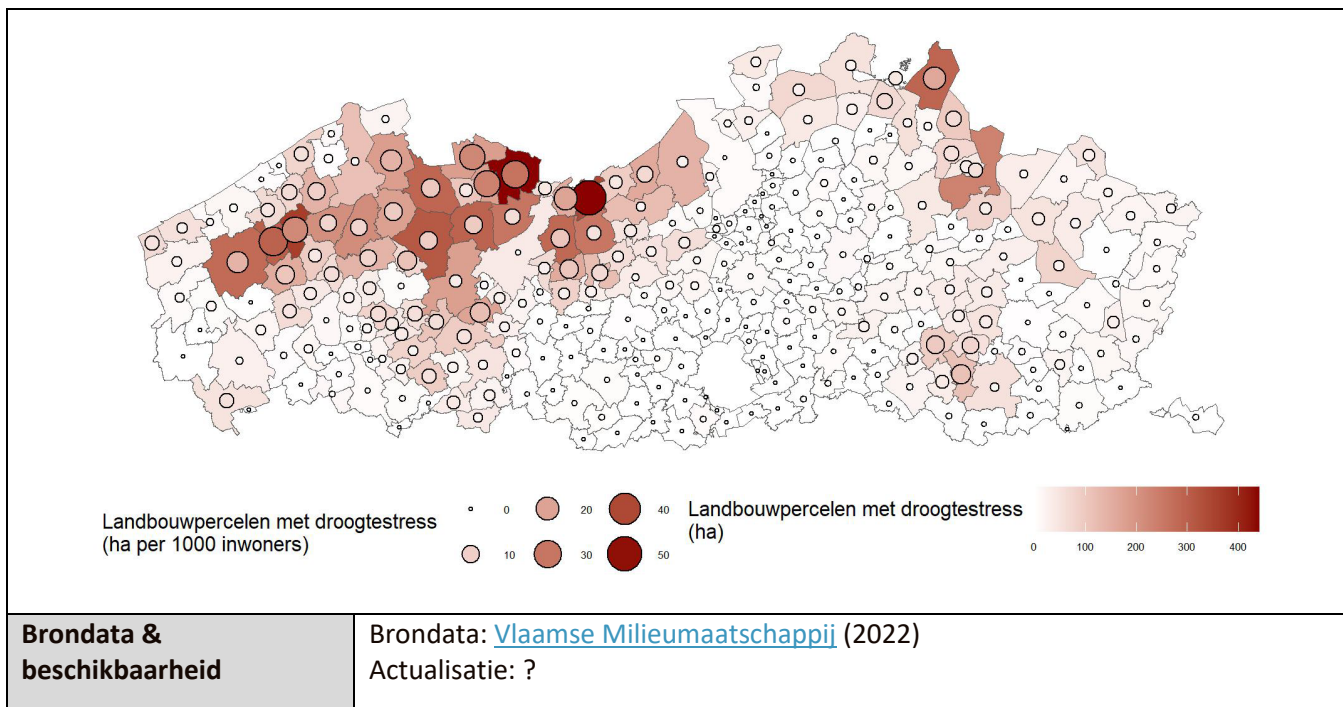 Landbouwpercelen met droogtestress
(ha per 1000 inwoners)
0 20 40
10 30 50
Landbouwpercelen met droogtestress
(ha)
0 100 200 300 400
Brondata &
beschikbaarheid
Brondata: Vlaamse Milieumaatschappij (2022)
Actualisatie: ?